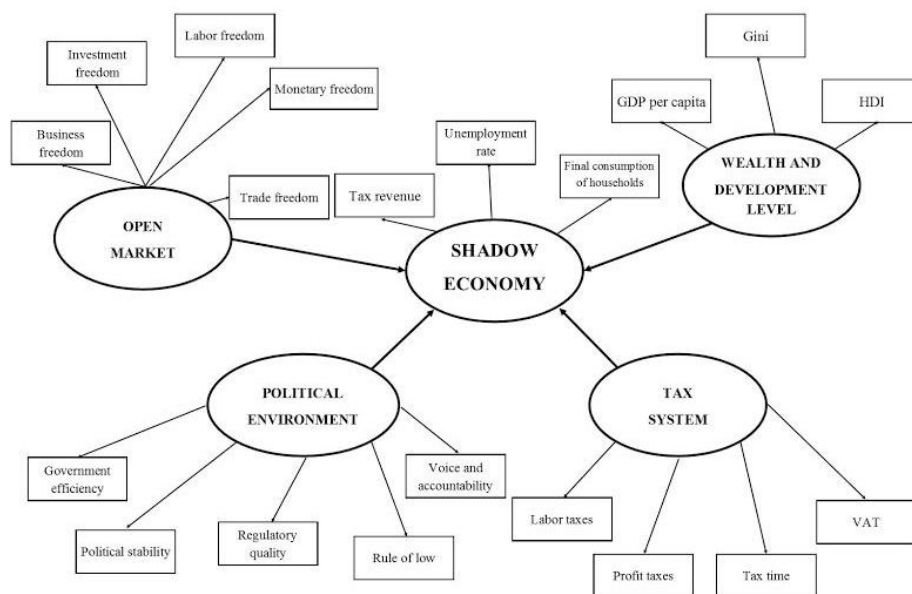 Labor freedom
Investment
freedom
Monetary freedom
Business
freedom
Trade freedom
OPEN
MARKET
Gini
GDP per capita
HDI
WEALTH AND
DEVELOPMENT
LEVEL
Unemployment
rate
Tax revenue
Final consumption
of households
SHADOW
ECONOMY
POLITICAL
ENVIRONMENT
Government
efficiency
Political stability
Regulatory
quality
Rule of low
Voice and
accountability
TAX
SYSTEM
Labor taxes
Profit taxes
Tax time
VAT